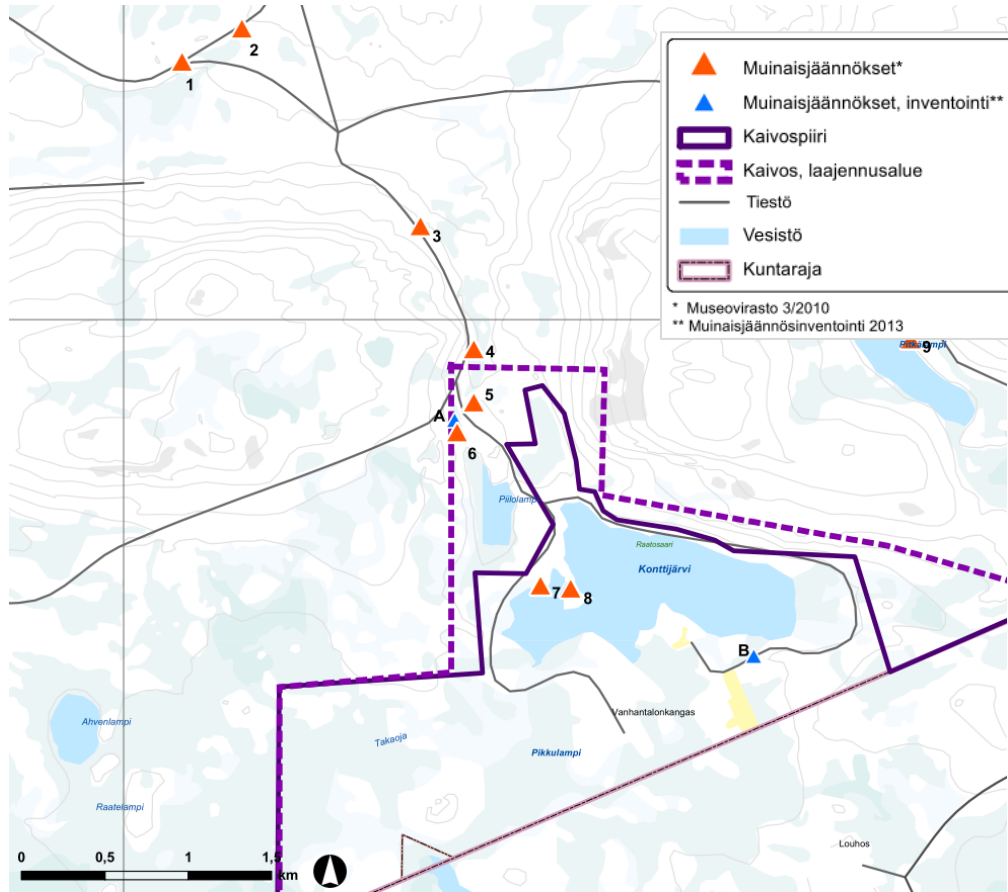 2
1
Muinaisjäännökset*
Muinaisjäännökset, inventointi**
Kaivospiiri
Kaivos, laajennusalue
Tiestö
Vesistö
Kuntaraja
* Museovirasto 3/2010
** Muinaisjäännösinventointi 2013
3
4
Pitkälampi
9
5
A
6
Piilolampi
Raatosaari
Konttijärvi
7
8
B
Vanhantalonkangas
Ahvenlampi
Takaoja
Pikkulampi
Raatelampi
Louhos
0 0,5 1 1,5
km